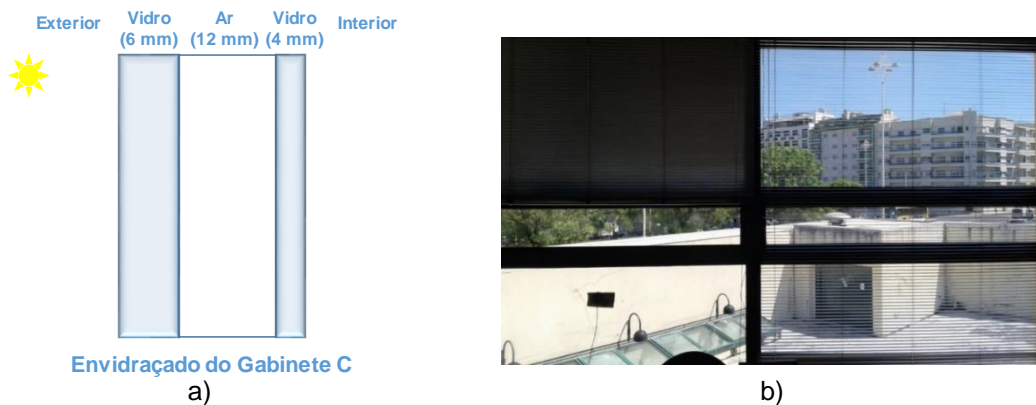 Exterior Vidro Ar Vidro Interior
(6 mm) (12 mm) (4 mm)
Envidraçado do Gabinete C
a) b)